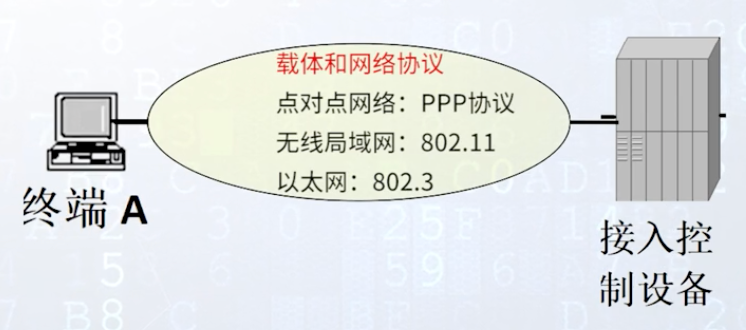 载体和网络协议
点对点网络：PPP协议
无线局域网：802.11
以太网：802.3
终端 A
接入控
制设备